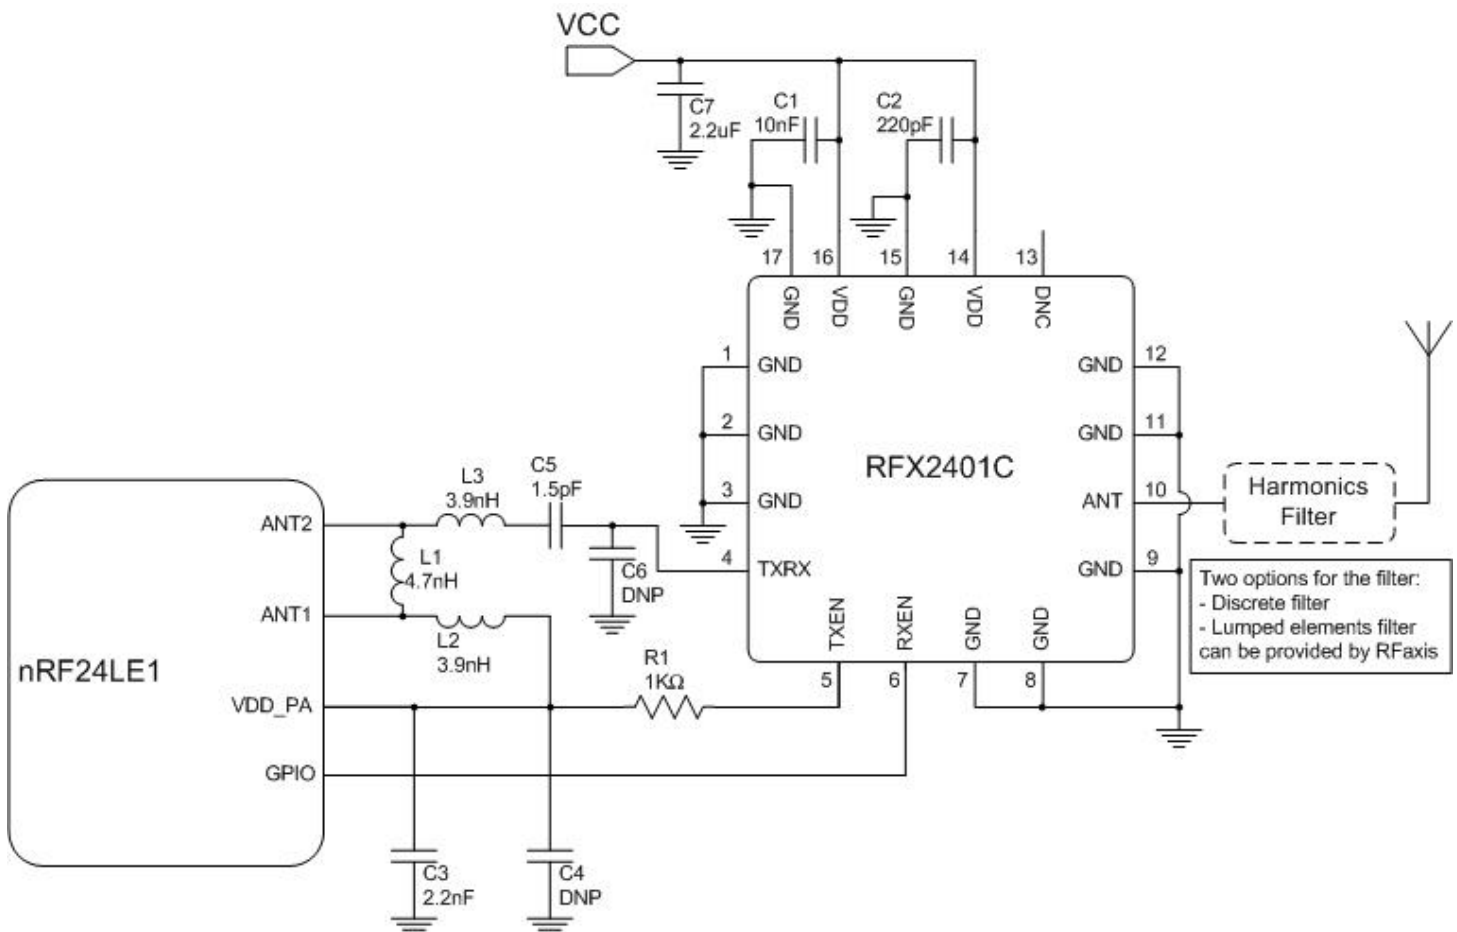 VCC
C7
2.2uF
C1
10nF
C2
220pF
17
16
15
14
13
GND
VDD
GND
VDD
DNC
1
GND
2
GND
3
GND
4
TXRX
GND
12
GND
11
ANT
10
GND
9
RFX2401C
TXEN
RXEN
GND
GND
5
6
7
8
Harmonics
Filter
Two options for the filter:
- Discrete filter
- Lumped elements filter
can be provided by RFaxis
nRF24LE1
ANT2
ANT1
VDD_PA
GPIO
L3
3.9nH
C5
1.5pF
L1
4.7nH
C6
DNP
L2
3.9nH
R1
1KΩ
C3
2.2nF
C4
DNP